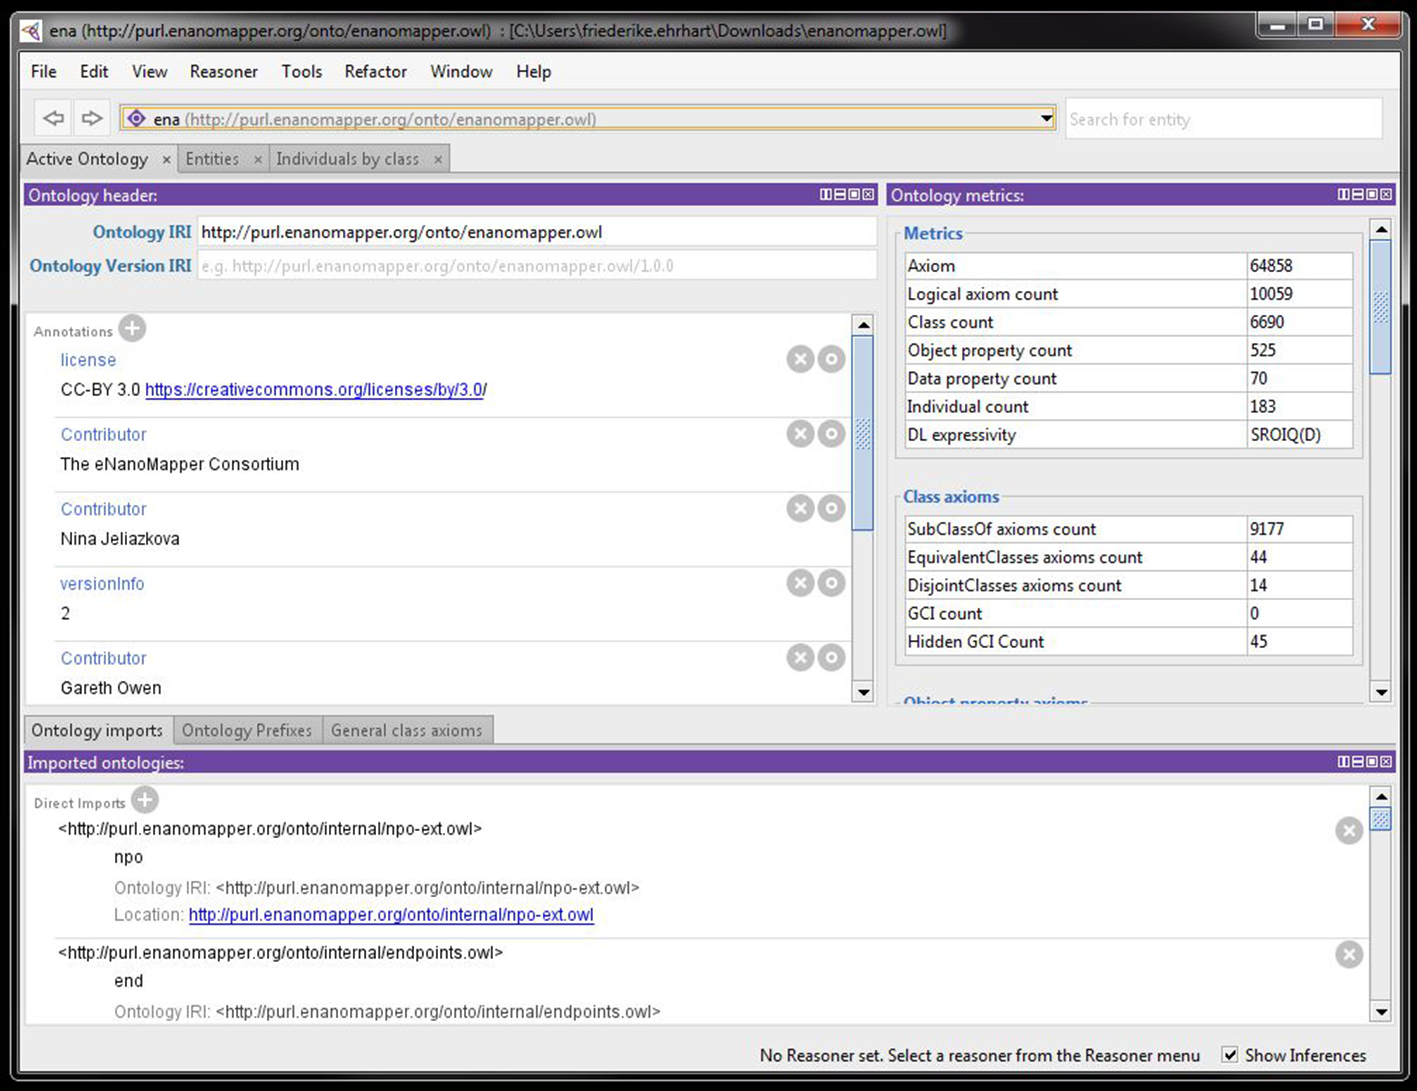 ena (http://purl.enanomapper.org/onto/enanomapper.owl) : [C:\Users\friederike.ehrhart\Downloads\enanomapper.owl]
File Edit View Reasoner Tools Refactor Window Help
ena (http://purl.enanomapper.org/onto/enanomapper.owl) Search for entity
Active Ontology × Entities × Individuals by class ×
Ontology header:
Ontology IRI http://purl.enanomapper.org/onto/enanomapper.owl
Ontology Version IRI e.g. http://purl.enanomapper.org/onto/enanomapper.owl/1.0.0
Annotations
license
CC-BY 3.0 https://creativecommons.org/licenses/by/3.0/
Contributor
The eNanoMapper Consortium
Contributor
Nina Jeliazkova
versionInfo
2
Contributor
Gareth Owen
Ontology metrics:
Metrics
Axiom 64858
Logical axiom count 10059
Class count 6690
Object property count 525
Data property count 70
Individual count 183
DL expressivity SROIQ(D)
Class axioms
SubClassOf axioms count 9177
EquivalentClasses axioms count 44
DisjointClasses axioms count 14
GCI count 0
Hidden GCI Count 45
Object property axioms
Ontology imports Ontology Prefixes General class axioms
Imported ontologies:
Direct Imports
<http://purl.enanomapper.org/onto/internal/npo-ext.owl>
npo
Ontology IRI: <http://purl.enanomapper.org/onto/internal/npo-ext.owl>
Location: http://purl.enanomapper.org/onto/internal/npo-ext.owl
<http://purl.enanomapper.org/onto/internal/endpoints.owl>
end
Ontology IRI: <http://purl.enanomapper.org/onto/internal/endpoints.owl>
No Reasoner set. Select a reasoner from the Reasoner menu Show Inferences